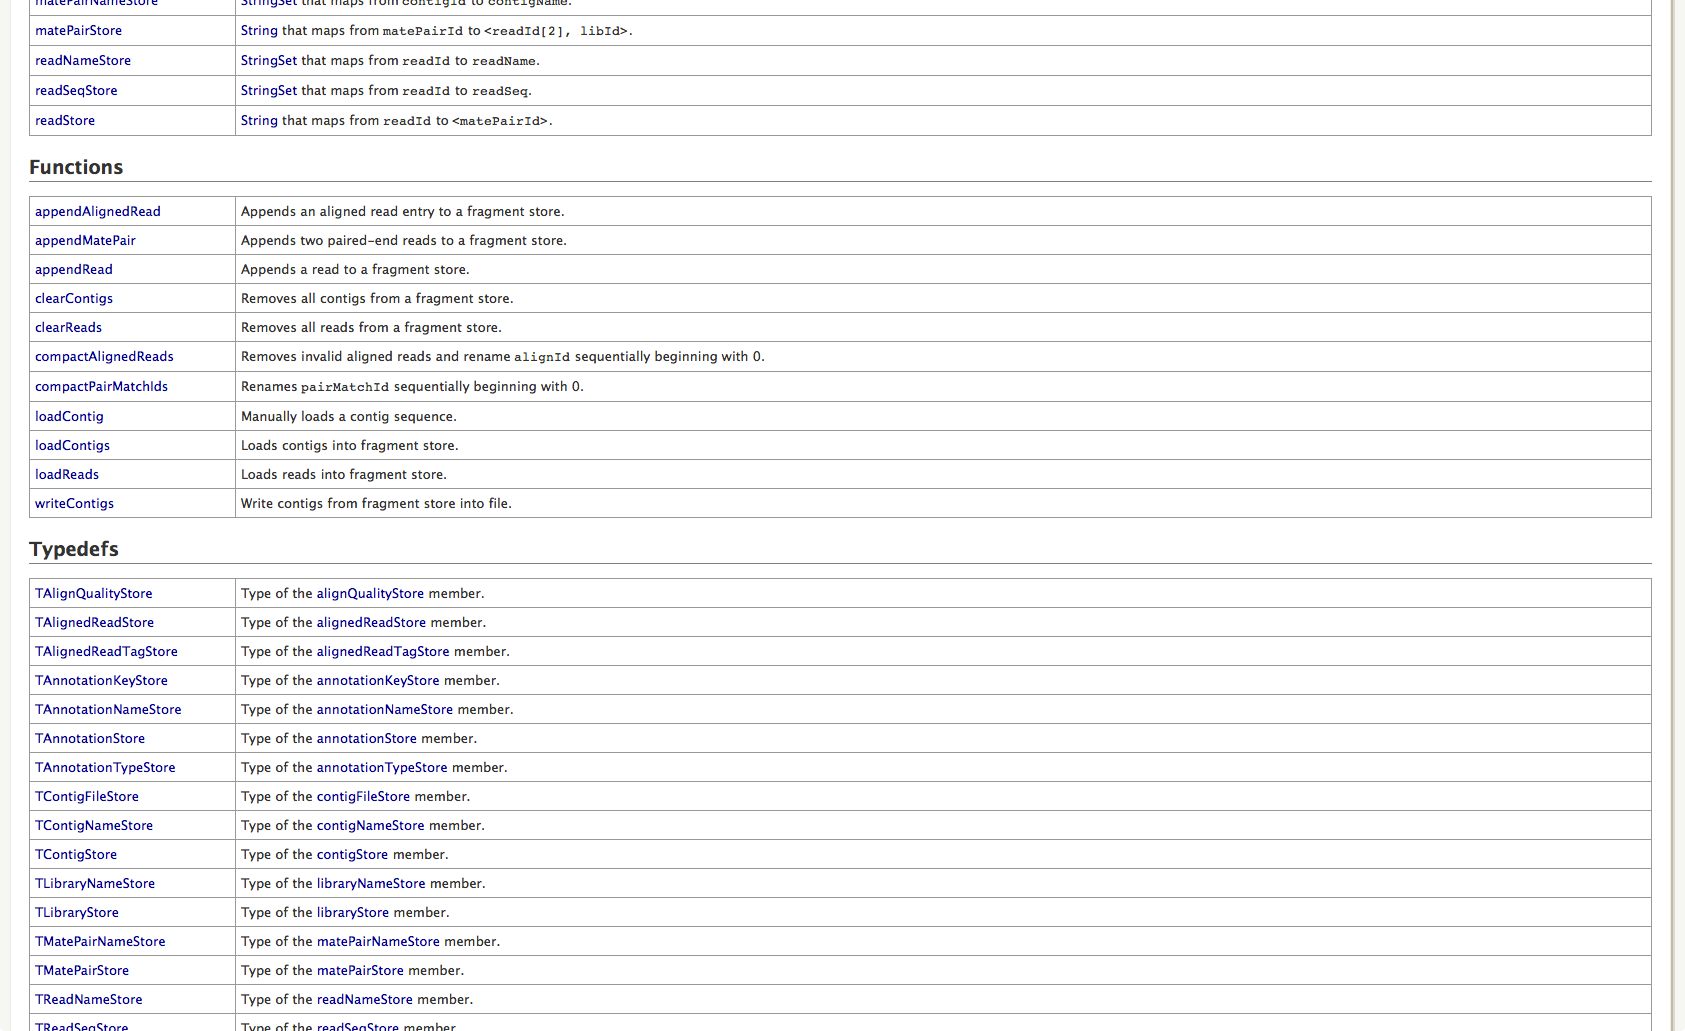 matePairNameStore StringSet that maps from contigId to contigName.
matePairStore String that maps from matePairId to <readId[2], libId>.
readNameStore StringSet that maps from readId to readName.
readSeqStore StringSet that maps from readId to readSeq.
readStore String that maps from readId to <matePairId>.
Functions
appendAlignedRead Appends an aligned read entry to a fragment store.
appendMatePair Appends two paired-end reads to a fragment store.
appendRead Appends a read to a fragment store.
clearContigs Removes all contigs from a fragment store.
clearReads Removes all reads from a fragment store.
compactAlignedReads Removes invalid aligned reads and rename alignId sequentially beginning with 0.
compactPairMatchIds Renames pairMatchId sequentially beginning with 0.
loadContig Manually loads a contig sequence.
loadContigs Loads contigs into fragment store.
loadReads Loads reads into fragment store.
writeContigs Write contigs from fragment store into file.
Typedefs
TAlignQualityStore Type of the alignQualityStore member.
TAlignedReadStore Type of the alignedReadStore member.
TAlignedReadTagStore Type of the alignedReadTagStore member.
TAnnotationKeyStore Type of the annotationKeyStore member.
TAnnotationNameStore Type of the annotationNameStore member.
TAnnotationStore Type of the annotationStore member.
TAnnotationTypeStore Type of the annotationTypeStore member.
TContigFileStore Type of the contigFileStore member.
TContigNameStore Type of the contigNameStore member.
TContigStore Type of the contigStore member.
TLibraryNameStore Type of the libraryNameStore member.
TLibraryStore Type of the libraryStore member.
TMatePairNameStore Type of the matePairNameStore member.
TMatePairStore Type of the matePairStore member.
TReadNameStore Type of the readNameStore member.
TReadSeqStore Type of the readSeqStore member.